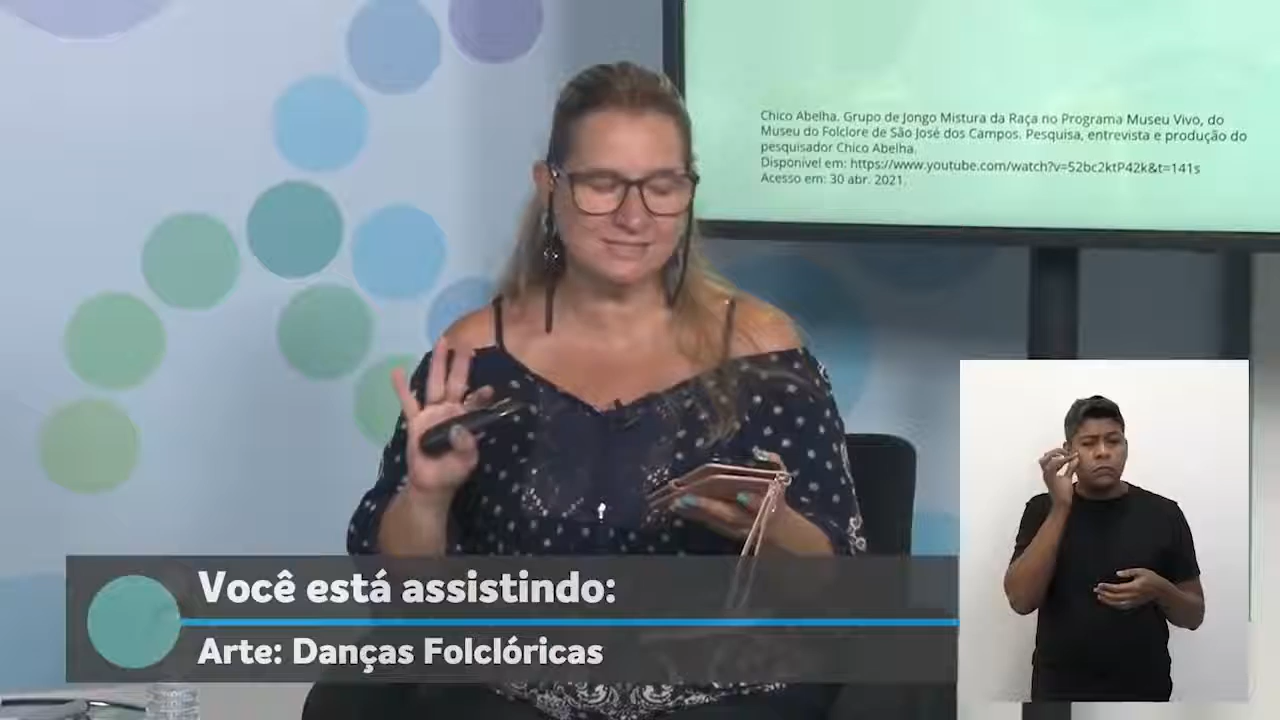 Chico Abelha. Grupo de Jongo Mistura da Raça no Programa Museu Vivo, do
Museu do Folclore de São José dos Campos. Pesquisa, entrevista e produção do
pesquisador Chico Abelha.
Disponível em: https://www.youtube.com/watch?v=52bc2ktP42k&t=141s
Acesso em: 30 abr. 2021.
Você está assistindo:
Arte: Danças Folclóricas